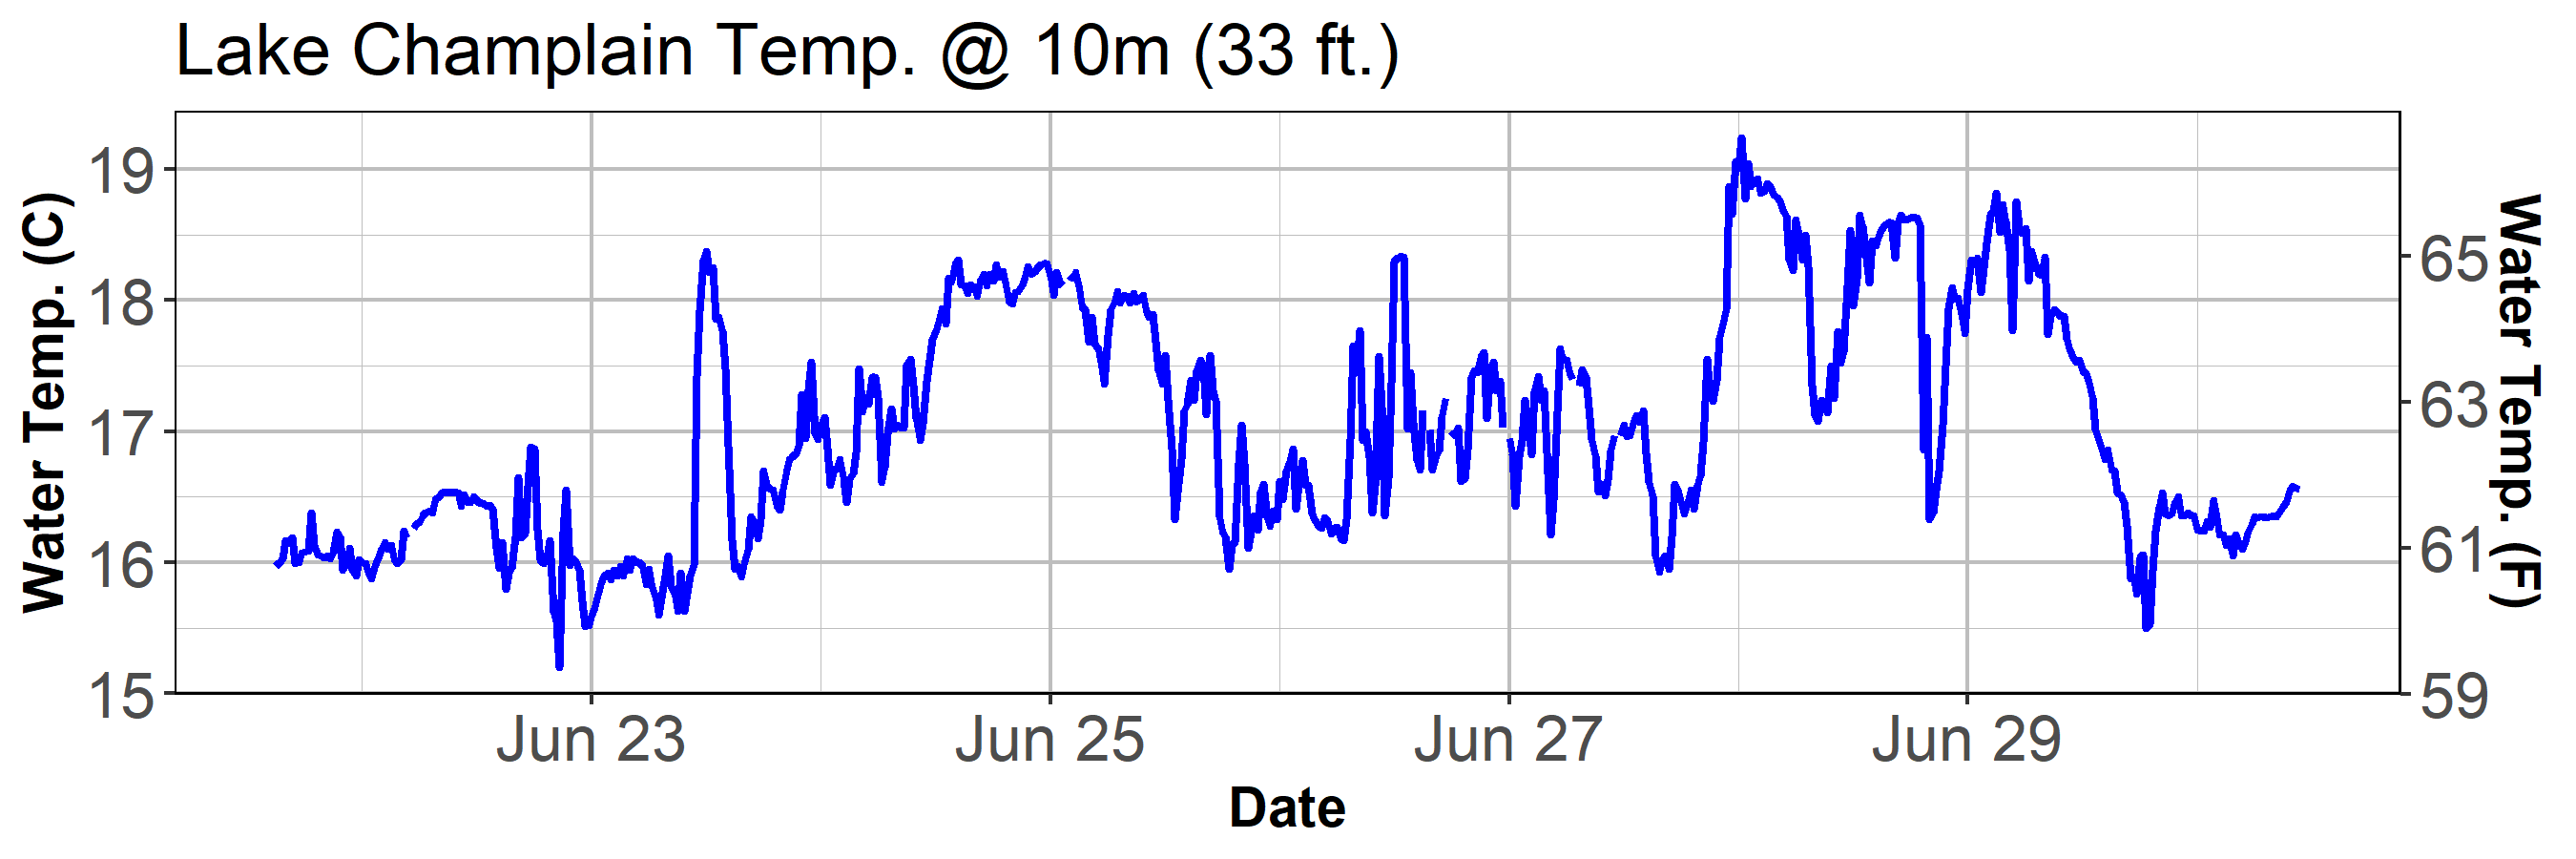 Lake Champlain Temp. @ 10m (33 ft.)
Water Temp. (C)
19
18
17
16
15
65
63
61
59
Water Temp. (F)
Jun 23
Jun 25
Jun 27
Jun 29
Date